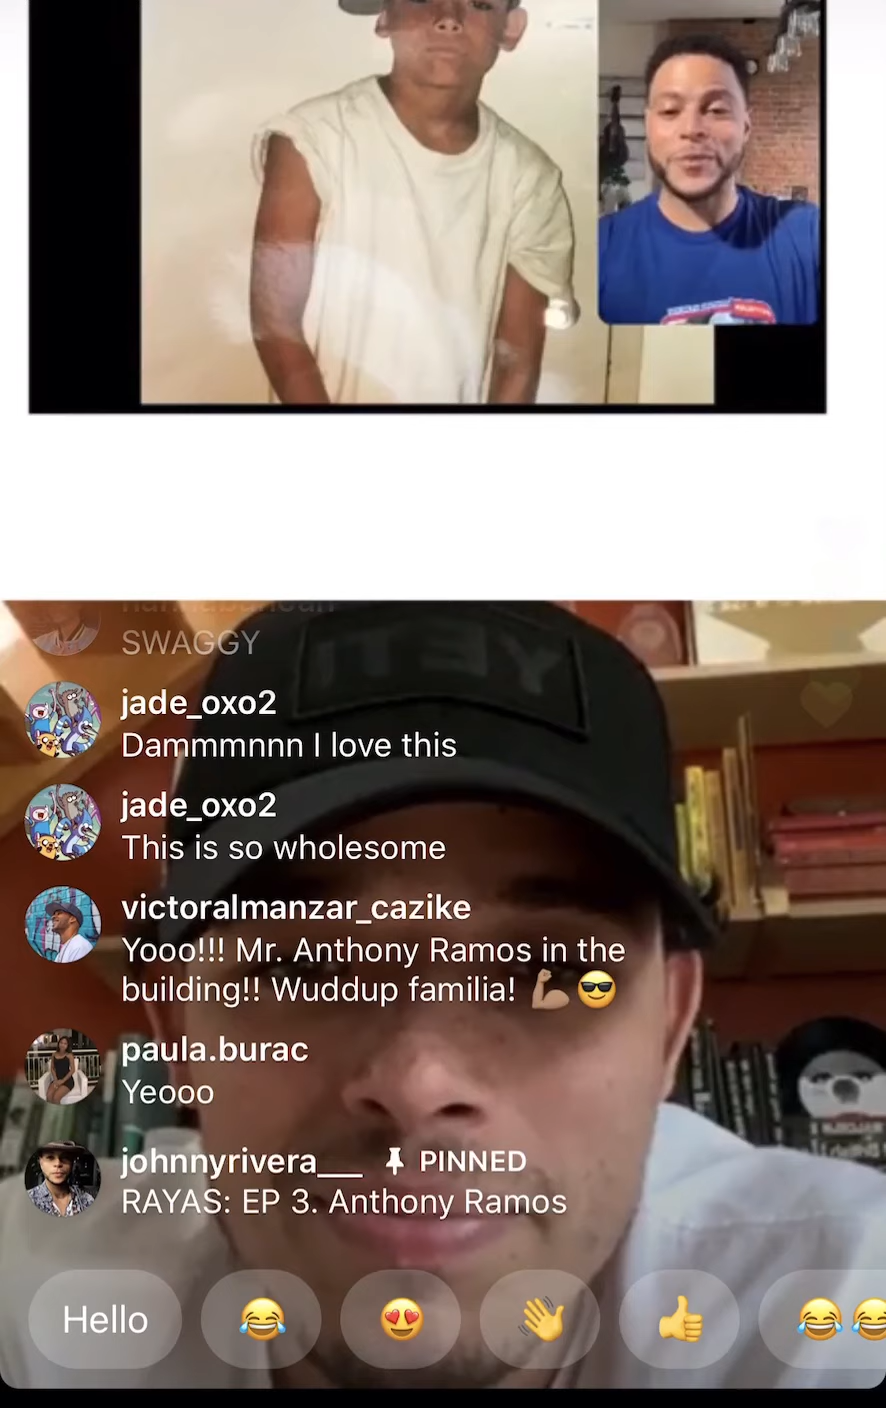 SWAGGY
YETI
jade_oxo2
Dammmnnn I love this
jade_oxo2
This is so wholesome
victoralmanzar_cazike
Yooo!!! Mr. Anthony Ramos in the
building!! Wuddup familia! 💪🏽😎
paula.burac
Yeooo
johnnyrivera___ PINNED
RAYAS: EP 3. Anthony Ramos
Hello 😂 😍 👋 👍 😂 😂